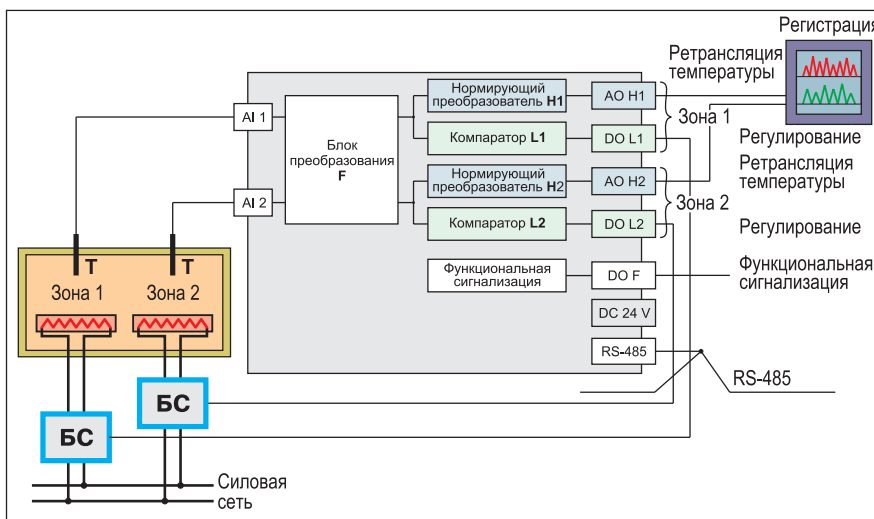 Регистрация
Ретрансляция
температуры
Нормирующий
преобразователь H1
AO H1
Зона 1
AI 1
Компаратор L1
DO L1
Регулирование
Блок
преобразования
F
Нормирующий
преобразователь H2
AO H2
Ретрансляция
температуры
AI 2
Зона 2
Компаратор L2
DO L2
Регулирование
T
T
Зона 1
Зона 2
Функциональная
сигнализация
DO F
Функциональная
сигнализация
DC 24 V
RS-485
RS-485
БС
БС
Силовая
сеть